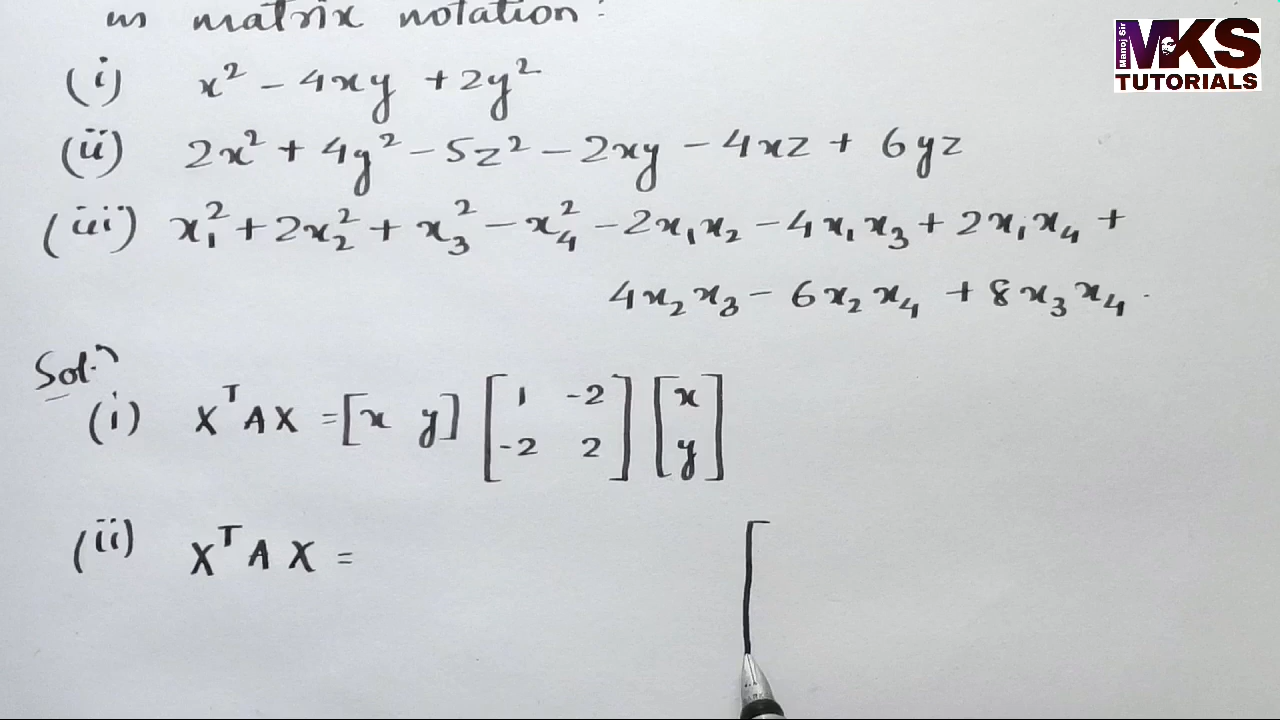 in matrix notation:
(i) x² - 4xy + 2y²
(ii) 2x² + 4y² - 5z² - 2xy - 4xz + 6yz
(iii) x₁² + 2x₂² + x₃² - x₄² - 2x₁x₂ - 4x₁x₃ + 2x₁x₄ +
4x₂x₃ - 6x₂x₄ + 8x₃x₄.
Sol.ⁿ
(i) XᵀAX = [x y] [1 -2; -2 2] [x; y]
(ii) XᵀAX = [
Manoj Sir
MKS
TUTORIALS